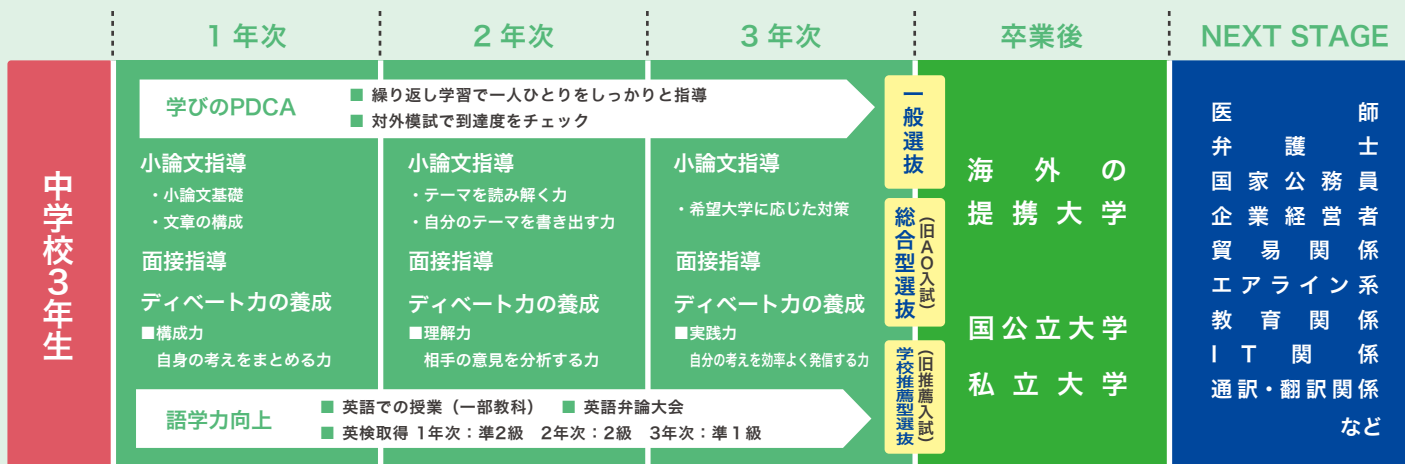 1 年次
2 年次
3 年次
卒業後
NEXT STAGE
中学校3年生
学びのPDCA
■ 繰り返し学習で一人ひとりをしっかりと指導
■ 対外模試で到達度をチェック
小論文指導
・小論文基礎
・文章の構成
面接指導
ディベート力の養成
■構成力
自身の考えをまとめる力
小論文指導
・テーマを読み解く力
・自分のテーマを書き出す力
面接指導
ディベート力の養成
■理解力
相手の意見を分析する力
小論文指導
・希望大学に応じた対策
面接指導
ディベート力の養成
■実践力
自分の考えを効率よく発信する力
語学力向上
■ 英語での授業（一部教科） ■ 英語弁論大会
■ 英検取得 1年次：準2級 2年次：2級 3年次：準１級
一般選抜
総合型選抜
（旧AO入試）
学校推薦型選抜
（旧推薦入試）
海外の
提携大学
国公立大学
私立大学
医師
弁護士
国家公務員
企業経営者
貿易関係
エアライン系
教育関係
IT関係
通訳・翻訳関係
など